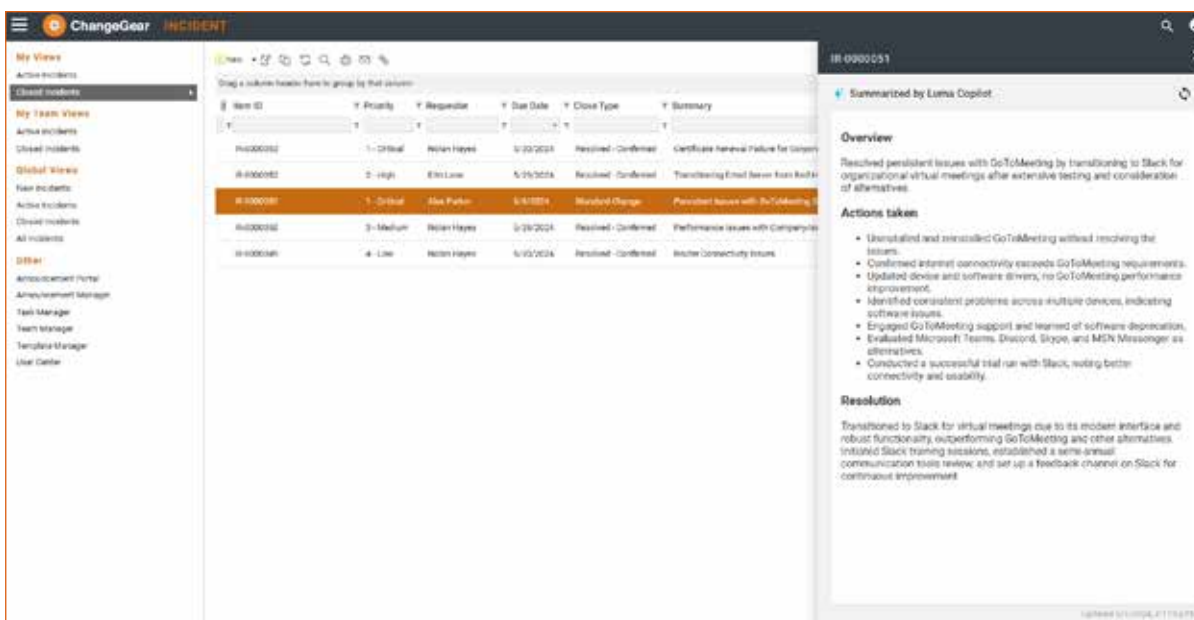 ChangeGear INCIDENT
My Views
Active Incidents
Closed Incidents
My Team Views
Active Incidents
Closed Incidents
Global Views
New Incidents
Active Incidents
Closed Incidents
All Incidents
Other
Announcement Portal
Announcement Manager
Task Manager
Team Manager
Template Manager
User Center
New
Drag a column header here to group by that column
Item ID Priority Requester Due Date Close Type Summary
1 - Critical Nolan Hayes Resolved - Confirmed Certificate Renewal Failure for
2 - High Resolved - Confirmed Transitioning Email Server from
1 - Critical Alex Parker Standard Change Persistent Issues with GoToMeeting
3 - Medium Nolan Hayes Resolved - Confirmed Performance Issues with
4 - Low Nolan Hayes Resolved - Confirmed Router Connectivity Issues
IR-0000051
Summarized by Luma Copilot
Overview
Resolved persistent issues with GoToMeeting by transitioning to Slack for
organizational virtual meetings after extensive testing and consideration
of alternatives.
Actions taken
• Uninstalled and reinstalled GoToMeeting without resolving the
issues.
• Confirmed internet connectivity exceeds GoToMeeting requirements.
• Updated device and software drivers, no GoToMeeting performance
improvement.
• Identified consistent problems across multiple devices, indicating
software issues.
• Engaged GoToMeeting support and learned of software deprecation.
• Evaluated Microsoft Teams, Discord, Skype, and MSN Messenger as
alternatives.
• Conducted a successful trial run with Slack, noting better
connectivity and usability.
Resolution
Transitioned to Slack for virtual meetings due to its modern interface and
robust functionality, outperforming GoToMeeting and other alternatives.
Initiated Slack training sessions, established a semi-annual
communication tools review, and set up a feedback channel on Slack for
continuous improvement